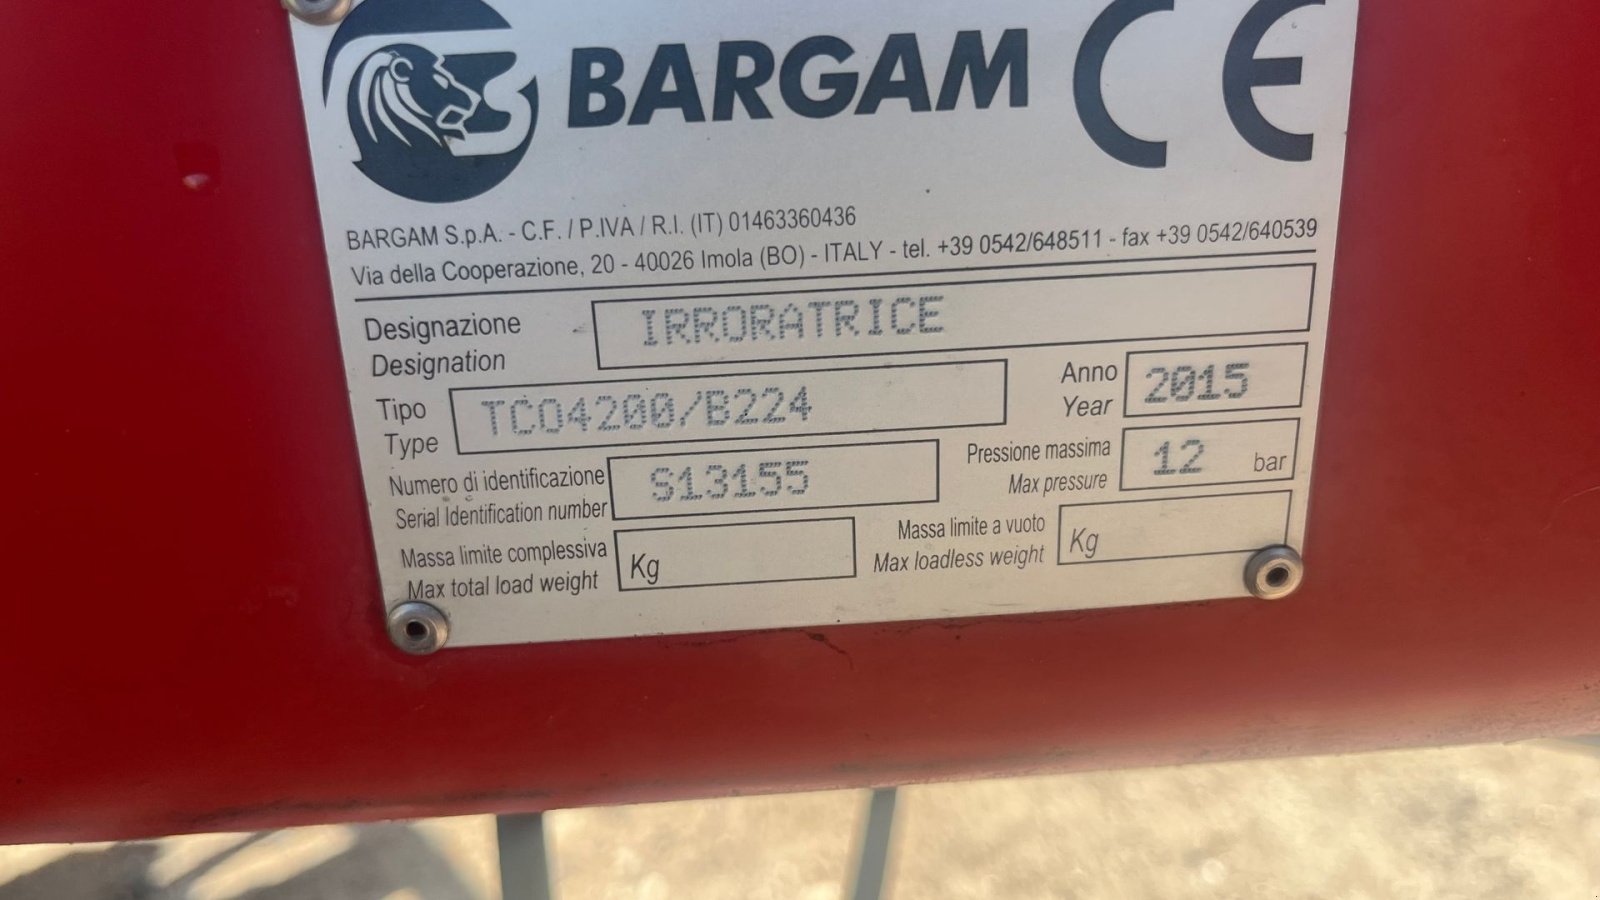 BARGAM CE
BARGAM S.p.A. - C.F. / P.IVA / R.I. (IT) 01463360436
Via della Cooperazione, 20 - 40026 Imola (BO) - ITALY - tel. +39 0542/648511 - fax +39 0542/640539
Designazione IRRORATRICE
Designation
Tipo TC04200/B224 Anno 2015
Type Year
Numero di identificazione S13155 Pressione massima 12 bar
Serial Identification number Max pressure
Massa limite complessiva Kg Massa limite a vuoto Kg
Max total load weight Max loadless weight